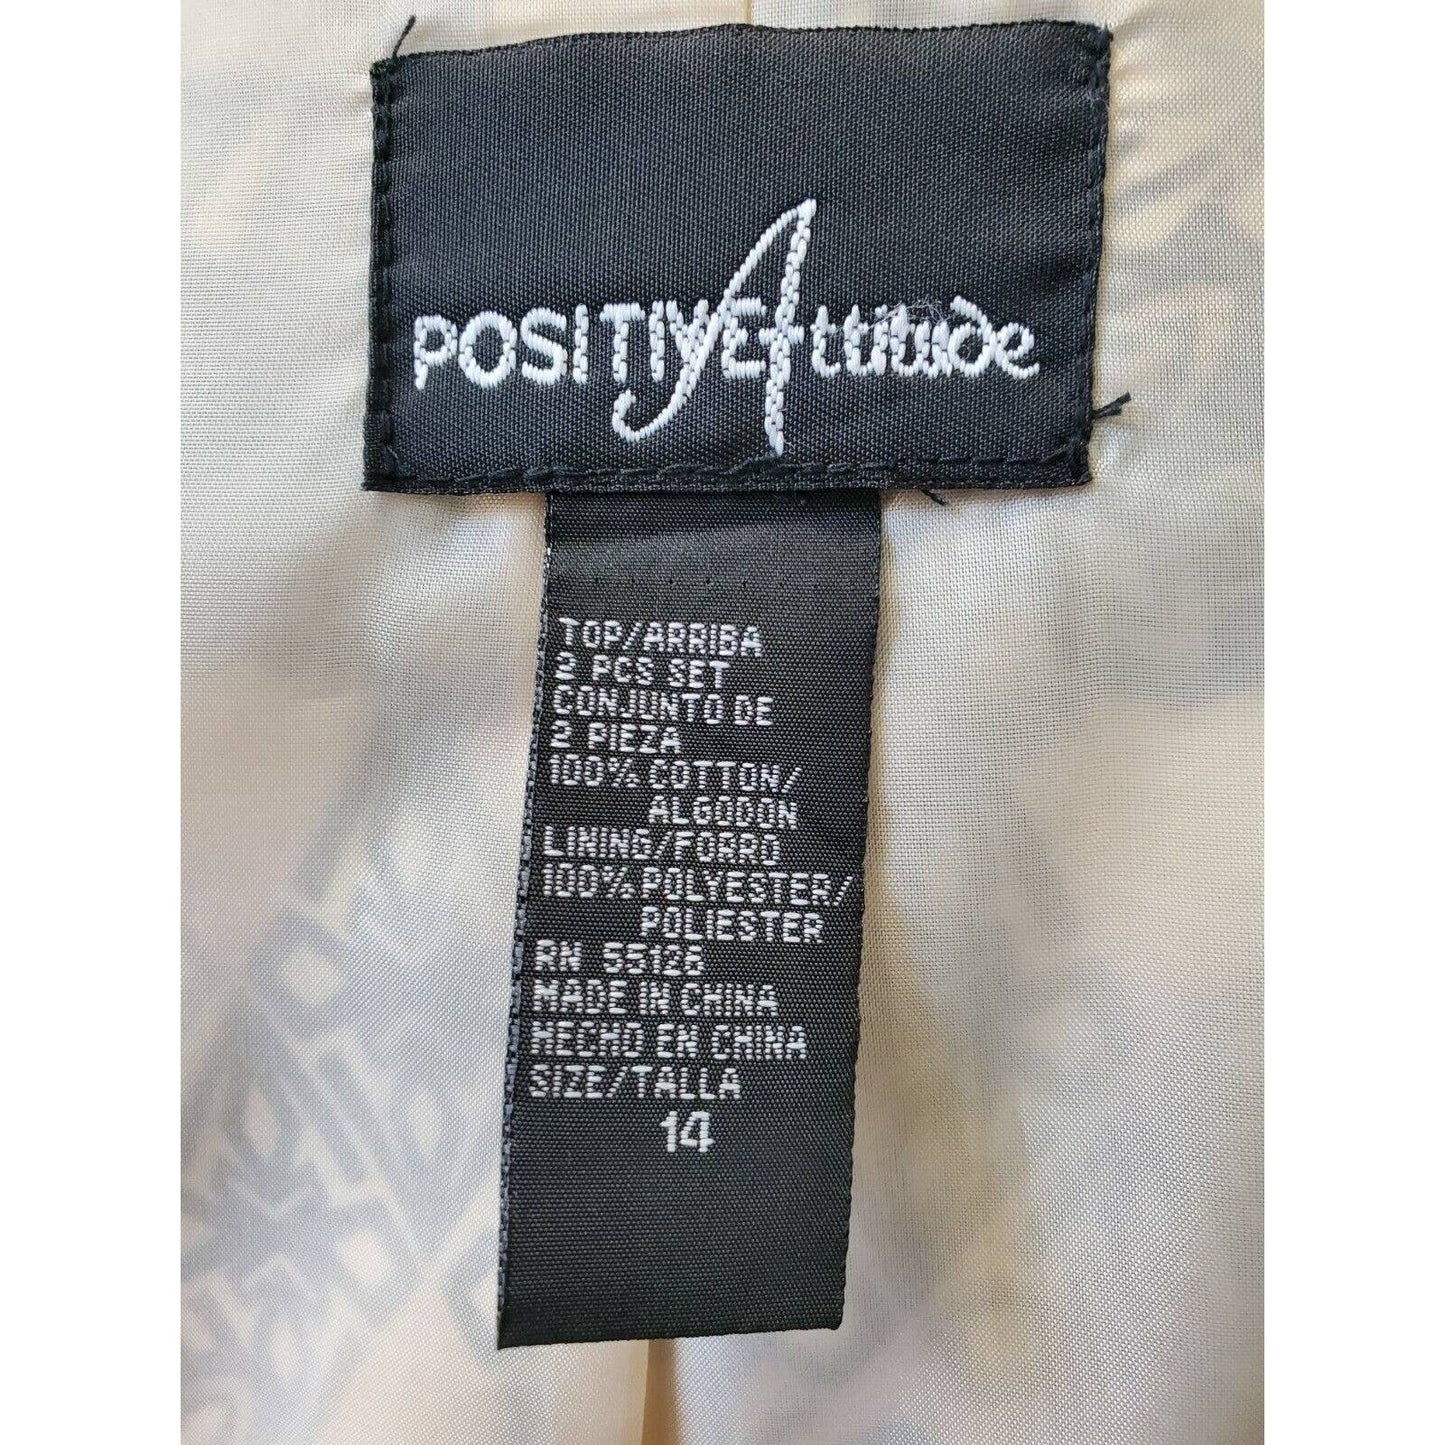 POSITIVE Attitude
TOP/ARRIBA
2 PCS SET
CONJUNTO DE
2 PIEZA
100% COTTON/
ALGODON
LINING/FORRO
100% POLYESTER/
POLIESTER
RN 55126
MADE IN CHINA
HECHO EN CHINA
SIZE/TALLA
14